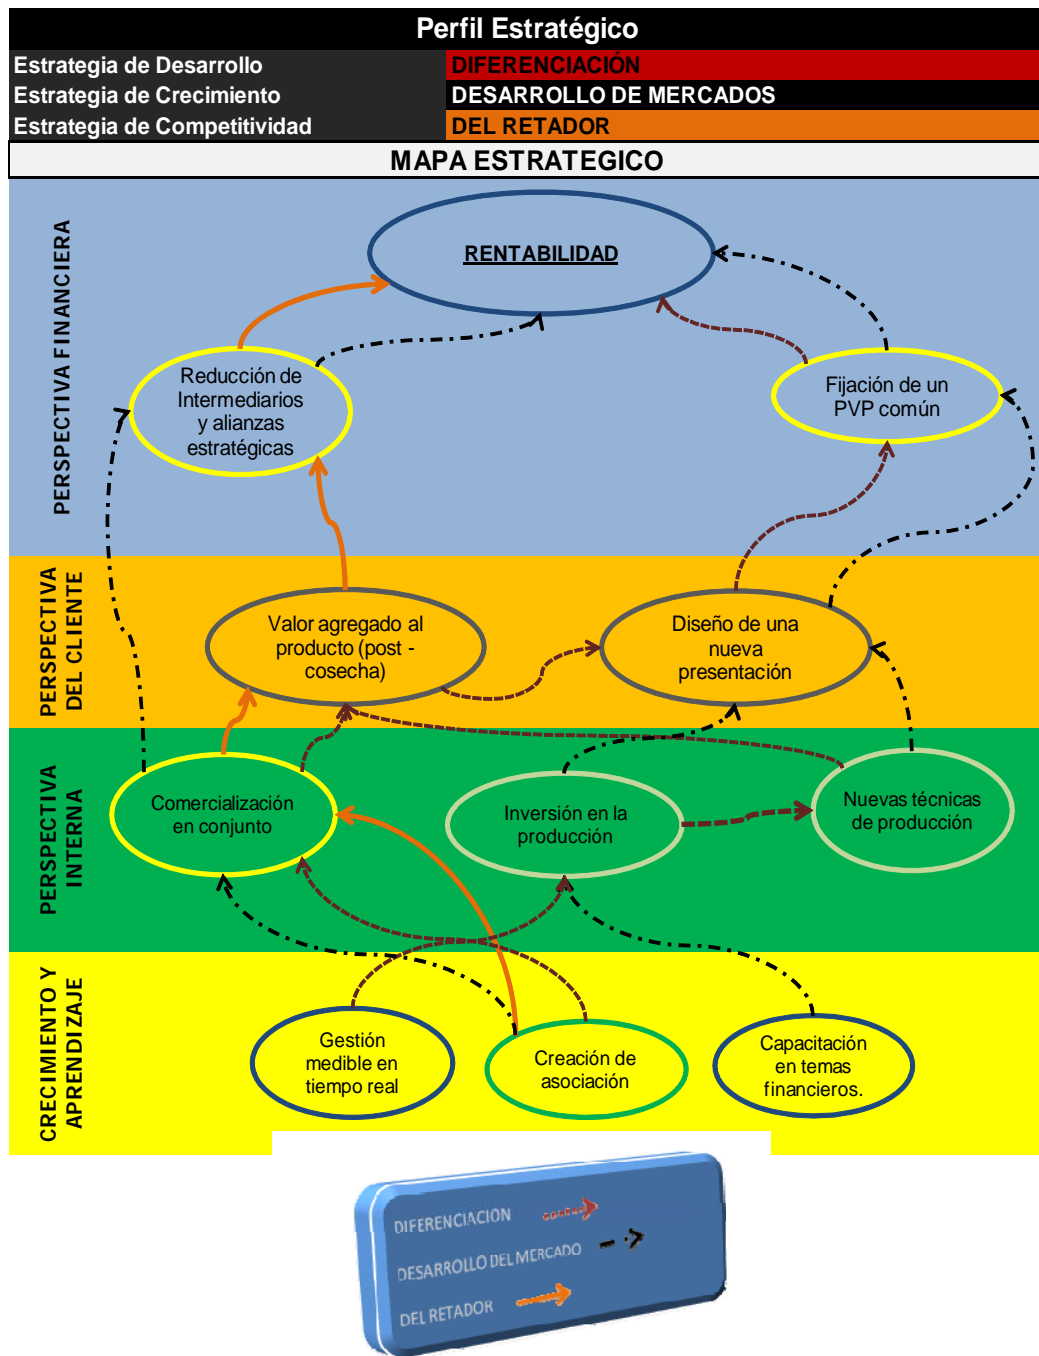 Perfil Estratégico
Estrategia de Desarrollo DIFERENCIACIÓN
Estrategia de Crecimiento DESARROLLO DE MERCADOS
Estrategia de Competitividad DEL RETADOR
MAPA ESTRATEGICO
PERSPECTIVA FINANCIERA
RENTABILIDAD
Reducción de
Intermediarios
y alianzas
estratégicas
Fijación de un
PVP común
PERSPECTIVA
DEL CLIENTE
Valor agregado al
producto (post -
cosecha)
Diseño de una
nueva
presentación
PERSPECTIVA
INTERNA
Comercialización
en conjunto
Inversión en la
producción
Nuevas técnicas
de producción
CRECIMIENTO Y
APRENDIZAJE
Gestión
medible en
tiempo real
Creación de
asociación
Capacitación
en temas
financieros.
DIFERENCIACION
DESARROLLO DEL MERCADO
DEL RETADOR